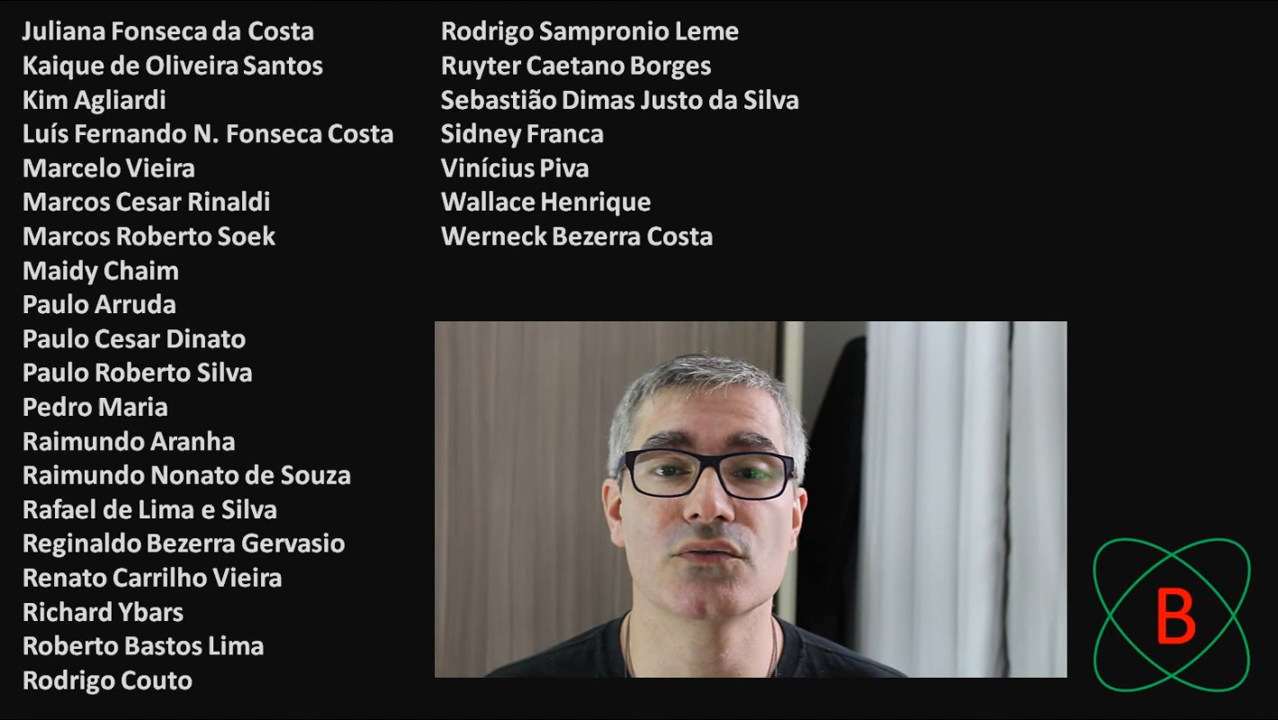 Juliana Fonseca da Costa
Kaique de Oliveira Santos
Kim Agliardi
Luís Fernando N. Fonseca Costa
Marcelo Vieira
Marcos Cesar Rinaldi
Marcos Roberto Soek
Maidy Chaim
Paulo Arruda
Paulo Cesar Dinato
Paulo Roberto Silva
Pedro Maria
Raimundo Aranha
Raimundo Nonato de Souza
Rafael de Lima e Silva
Reginaldo Bezerra Gervasio
Renato Carrilho Vieira
Richard Ybars
Roberto Bastos Lima
Rodrigo Couto
Rodrigo Sampronio Leme
Ruyter Caetano Borges
Sebastião Dimas Justo da Silva
Sidney Franca
Vinícius Piva
Wallace Henrique
Werneck Bezerra Costa
B